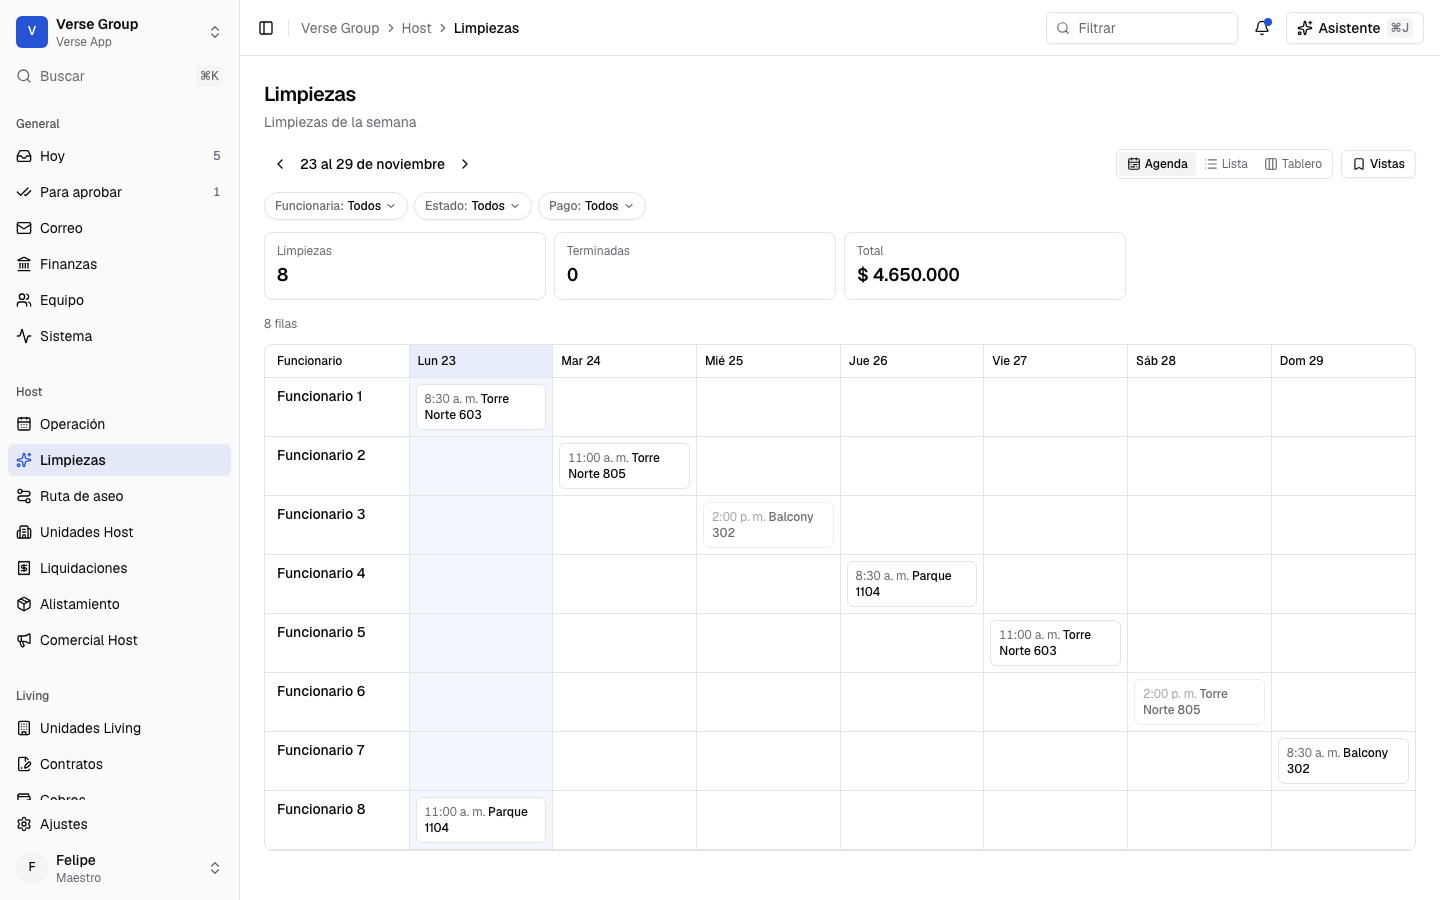 V
Verse Group
Verse App
Buscar ⌘K
General
Hoy 5
Para aprobar 1
Correo
Finanzas
Equipo
Sistema
Host
Operación
Limpiezas
Ruta de aseo
Unidades Host
Liquidaciones
Alistamiento
Comercial Host
Living
Unidades Living
Contratos
Cobros
Ajustes
F
Felipe
Maestro
Verse Group > Host > Limpiezas
Filtrar
Asistente ⌘J
Limpiezas
Limpiezas de la semana
23 al 29 de noviembre
Agenda Lista Tablero Vistas
Funcionaria: Todos Estado: Todos Pago: Todos
Limpiezas Terminadas Total
8 0 $ 4.650.000
8 filas
Funcionario Lun 23 Mar 24 Mié 25 Jue 26 Vie 27 Sáb 28 Dom 29
Funcionario 1
8:30 a. m. Torre
Norte 603
Funcionario 2
11:00 a. m. Torre
Norte 805
Funcionario 3
2:00 p. m. Balcony
302
Funcionario 4
8:30 a. m. Parque
1104
Funcionario 5
11:00 a. m. Torre
Norte 603
Funcionario 6
2:00 p. m. Torre
Norte 805
Funcionario 7
8:30 a. m. Balcony
302
Funcionario 8
11:00 a. m. Parque
1104